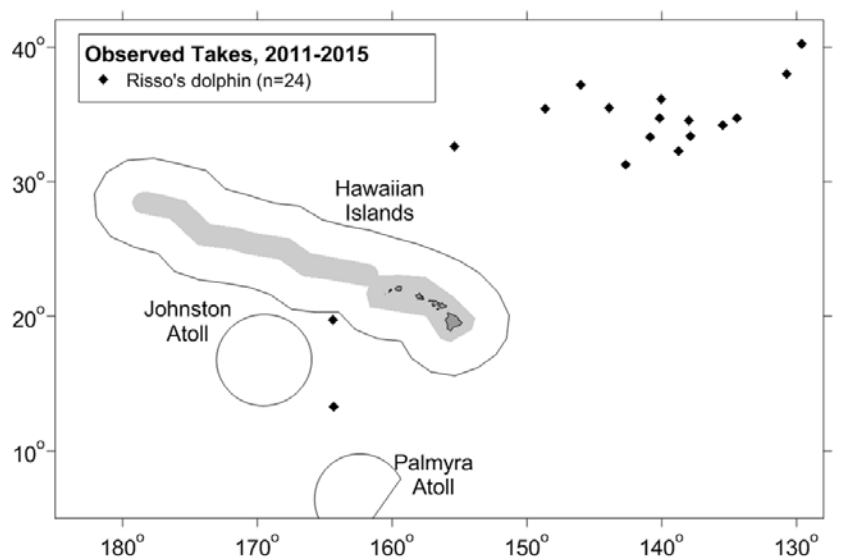 Observed Takes, 2011-2015
Risso's dolphin (n=24)
40°
30°
20°
10°
Hawaiian
Islands
Johnston
Atoll
Palmyra
Atoll
180° 170° 160° 150° 140° 130°